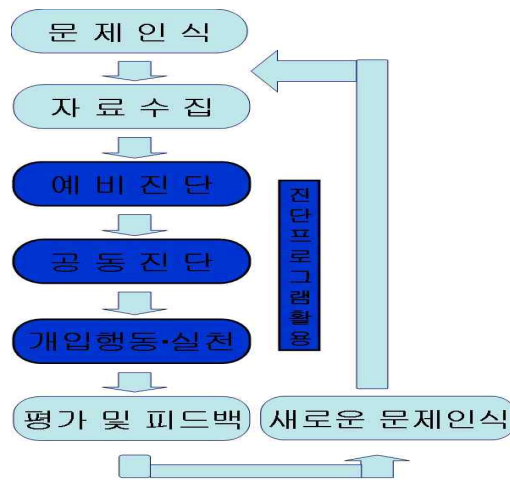 문 제 인 식
자 료 수 집
예 비 진 단
공 동 진 단
개입행동·실천
진단프로그램활용
평가 및 피드백
새로운 문제인식